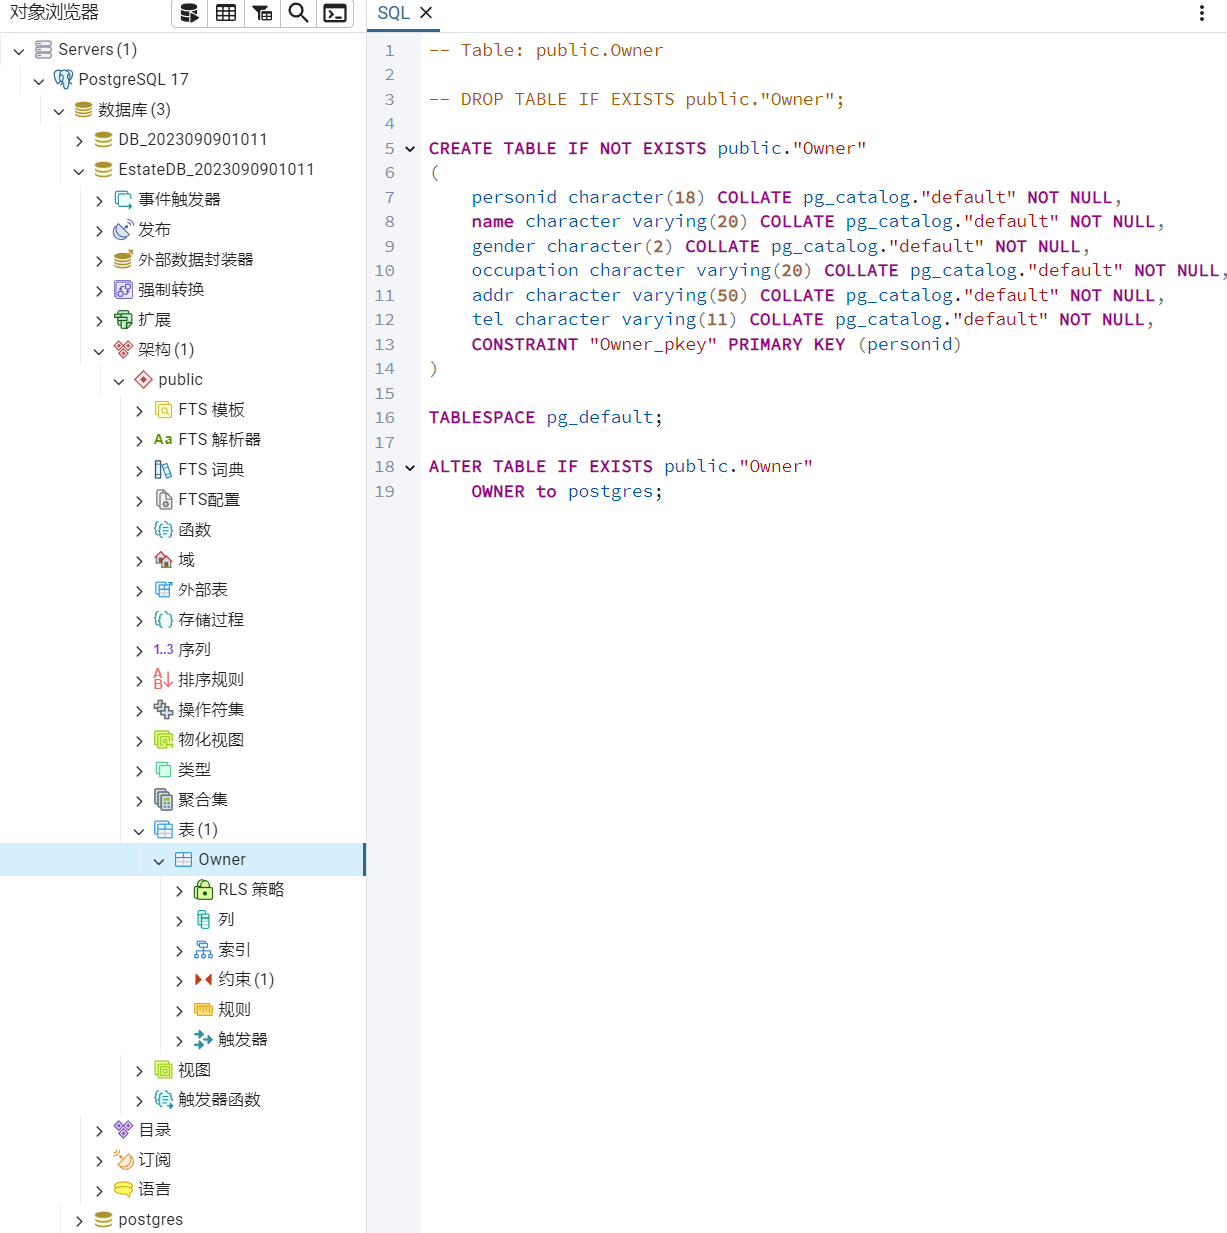 对象浏览器
Servers (1)
PostgreSQL 17
数据库 (3)
DB_2023090901011
EstateDB_2023090901011
事件触发器
发布
外部数据封装器
强制转换
扩展
架构 (1)
public
FTS 模板
Aa FTS 解析器
FTS 词典
FTS配置
函数
域
外部表
存储过程
1..3 序列
排序规则
操作符集
物化视图
类型
聚合集
表 (1)
Owner
RLS 策略
列
索引
约束 (1)
规则
触发器
视图
触发器函数
目录
订阅
语言
postgres
SQL
1 -- Table: public.Owner
2
3 -- DROP TABLE IF EXISTS public."Owner";
4
5 CREATE TABLE IF NOT EXISTS public."Owner"
6 (
7 personid character(18) COLLATE pg_catalog."default" NOT NULL,
8 name character varying(20) COLLATE pg_catalog."default" NOT NULL,
9 gender character(2) COLLATE pg_catalog."default" NOT NULL,
10 occupation character varying(20) COLLATE pg_catalog."default" NOT NULL,
11 addr character varying(50) COLLATE pg_catalog."default" NOT NULL,
12 tel character varying(11) COLLATE pg_catalog."default" NOT NULL,
13 CONSTRAINT "Owner_pkey" PRIMARY KEY (personid)
14 )
15
16 TABLESPACE pg_default;
17
18 ALTER TABLE IF EXISTS public."Owner"
19 OWNER to postgres;